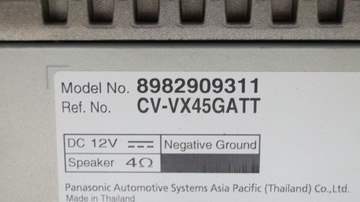 Model No. 8982909311
Ref. No. CV-VX45GATT
DC 12V ⎓ Negative Ground
Speaker 4Ω
Panasonic Automotive Systems Asia Pacific (Thailand) Co.,Ltd.
Made in Thailand